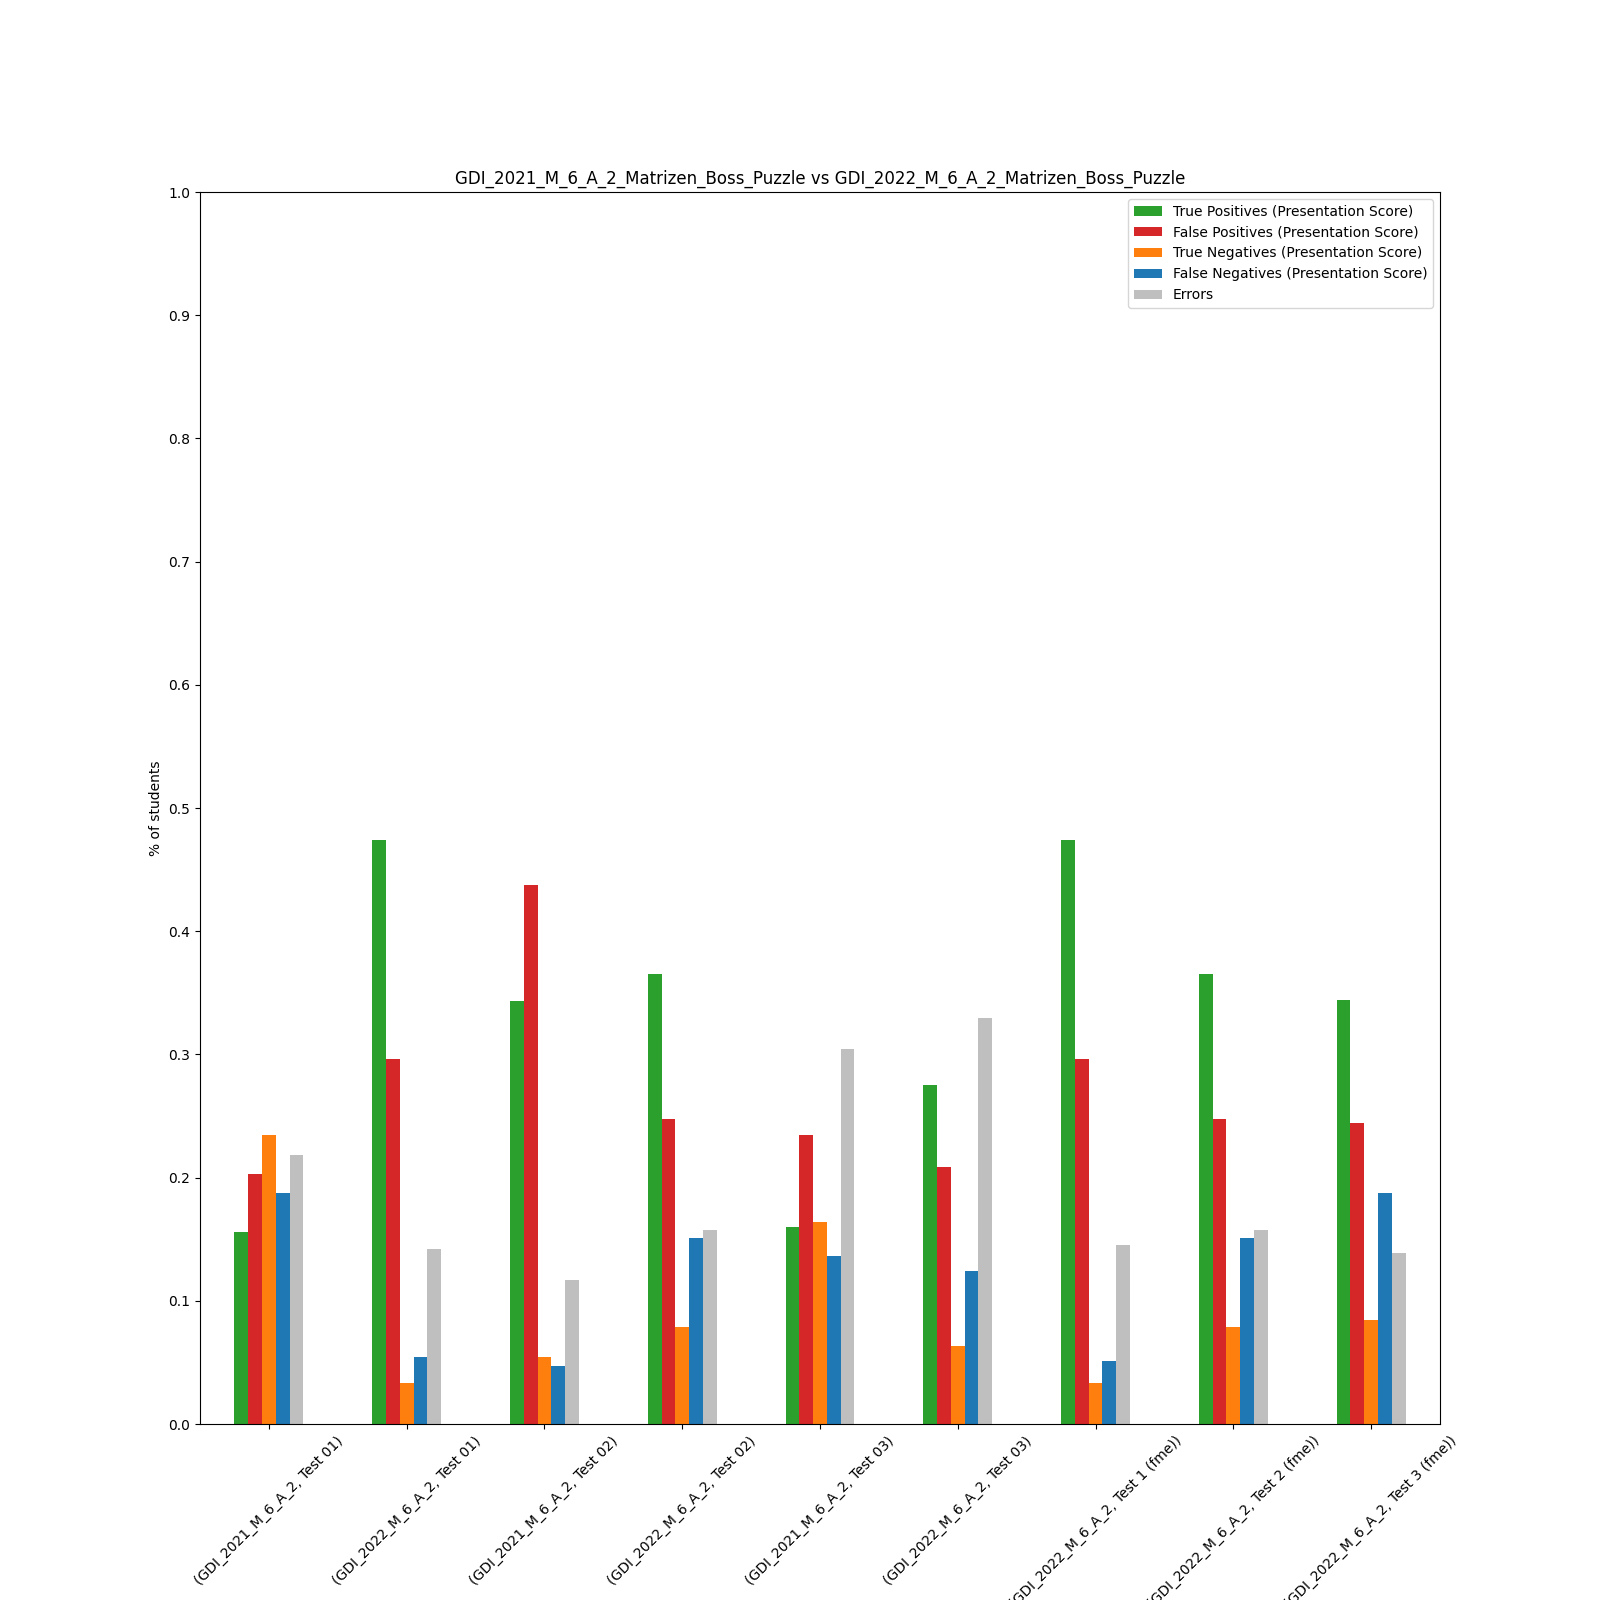 GDI_2021_M_6_A_2_Matrizen_Boss_Puzzle vs GDI_2022_M_6_A_2_Matrizen_Boss_Puzzle
True Positives (Presentation Score)
False Positives (Presentation Score)
True Negatives (Presentation Score)
False Negatives (Presentation Score)
Errors
% of students
1.0
0.9
0.8
0.7
0.6
0.5
0.4
0.3
0.2
0.1
0.0
(GDI_2021_M_6_A_2, Test 01)
(GDI_2022_M_6_A_2, Test 01)
(GDI_2021_M_6_A_2, Test 02)
(GDI_2022_M_6_A_2, Test 02)
(GDI_2021_M_6_A_2, Test 03)
(GDI_2022_M_6_A_2, Test 03)
(GDI_2022_M_6_A_2, Test 1 (fme))
(GDI_2022_M_6_A_2, Test 2 (fme))
(GDI_2022_M_6_A_2, Test 3 (fme))